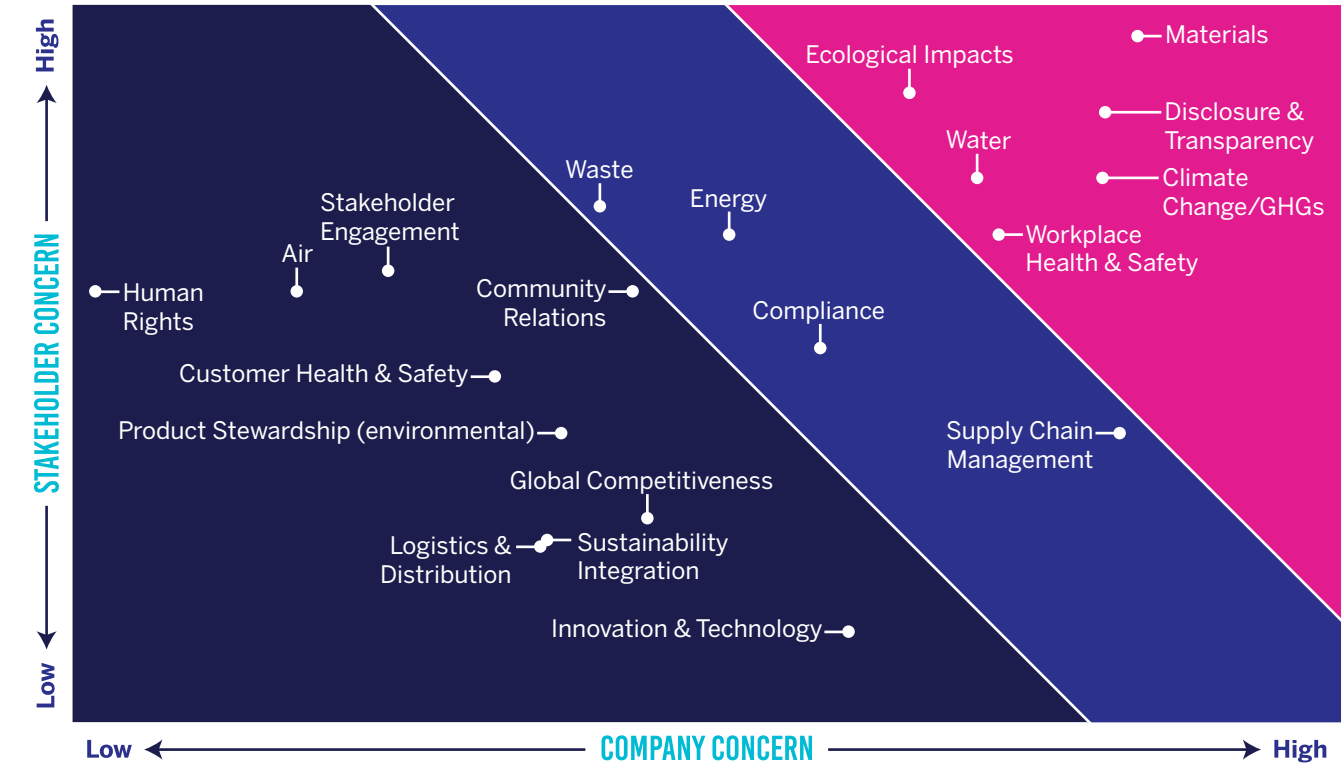 High
STAKEHOLDER CONCERN
Low
Ecological Impacts
Materials
Disclosure &
Transparency
Water
Climate
Change/GHGs
Workplace
Health & Safety
Waste
Energy
Stakeholder
Engagement
Air
Human
Rights
Community
Relations
Compliance
Customer Health & Safety
Product Stewardship (environmental)
Supply Chain
Management
Global Competitiveness
Logistics &
Distribution
Sustainability
Integration
Innovation & Technology
Low
COMPANY CONCERN
High